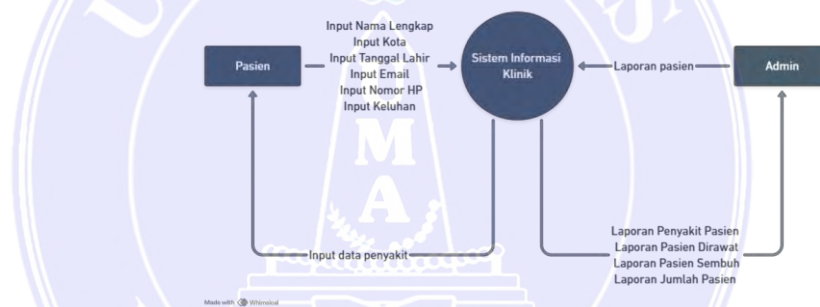 Pasien
Input Nama Lengkap
Input Kota
Input Tanggal Lahir
Input Email
Input Nomor HP
Input Keluhan
Sistem Informasi
Klinik
Laporan pasien
Admin
M
A
Input data penyakit
Laporan Penyakit Pasien
Laporan Pasien Dirawat
Laporan Pasien Sembuh
Laporan Jumlah Pasien
Made with Whimsical